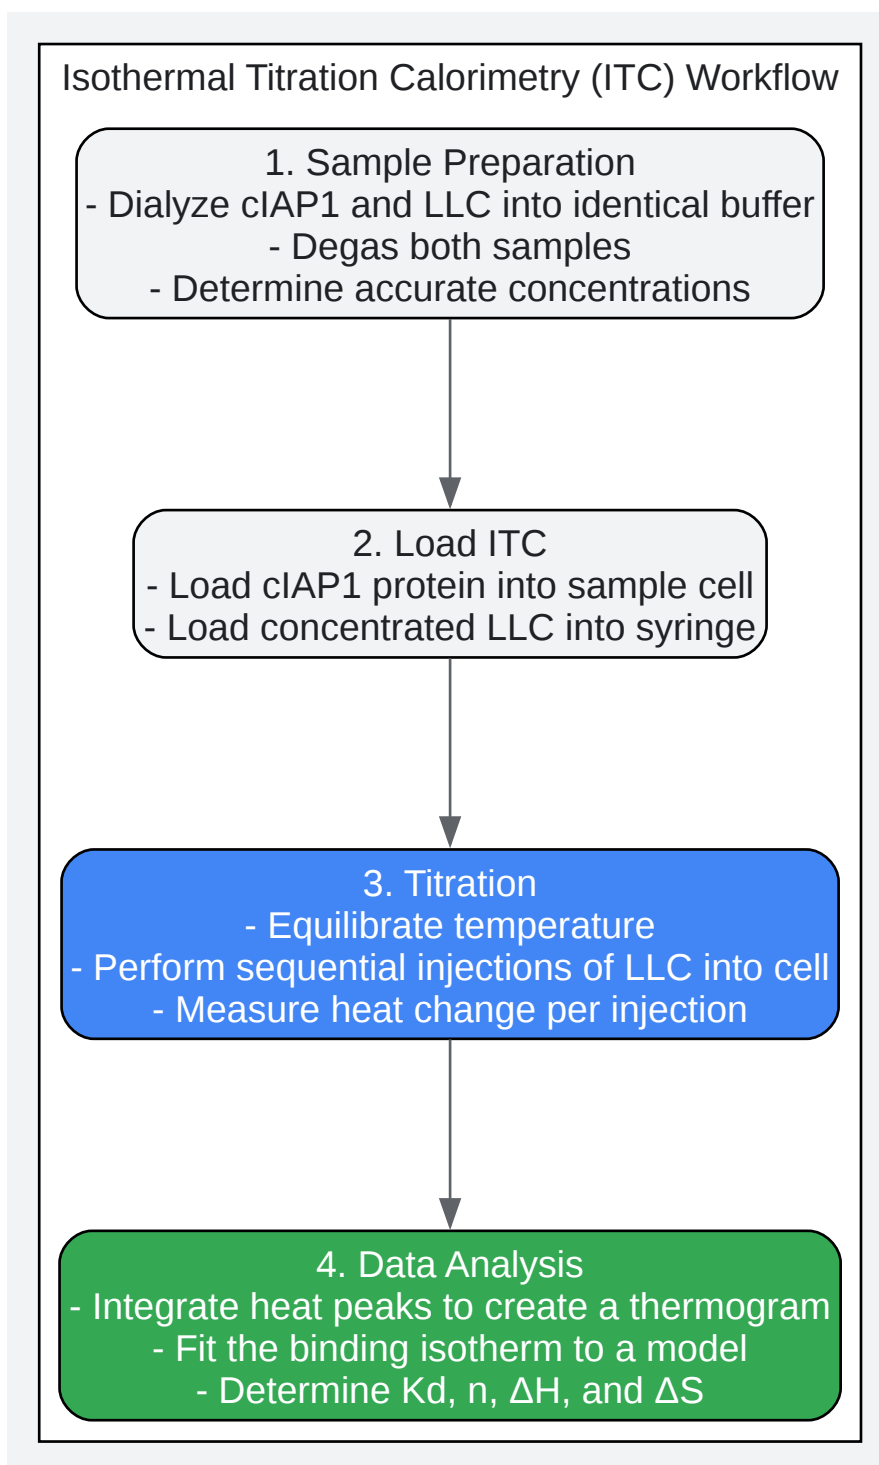 Isothermal Titration Calorimetry (ITC) Workflow
1. Sample Preparation
- Dialyze cIAP1 and LLC into identical buffer
- Degas both samples
- Determine accurate concentrations
2. Load ITC
- Load cIAP1 protein into sample cell
- Load concentrated LLC into syringe
3. Titration
- Equilibrate temperature
- Perform sequential injections of LLC into cell
- Measure heat change per injection
4. Data Analysis
- Integrate heat peaks to create a thermogram
- Fit the binding isotherm to a model
- Determine Kd, n, ΔH, and ΔS